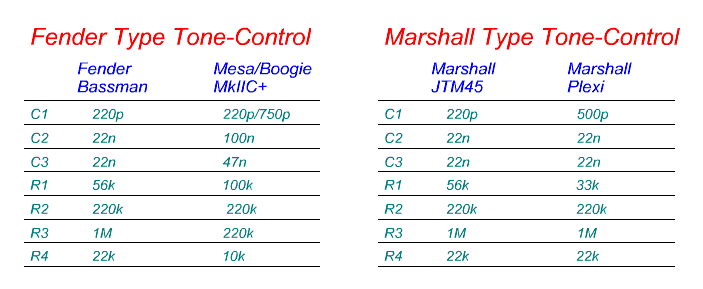 Fender Type Tone-Control
Fender Mesa/Boogie
Bassman MkIIC+
C1 220p 220p/750p
C2 22n 100n
C3 22n 47n
R1 56k 100k
R2 220k 220k
R3 1M 220k
R4 22k 10k
Marshall Type Tone-Control
Marshall Marshall
JTM45 Plexi
C1 220p 500p
C2 22n 22n
C3 22n 22n
R1 56k 33k
R2 220k 220k
R3 1M 1M
R4 22k 22k